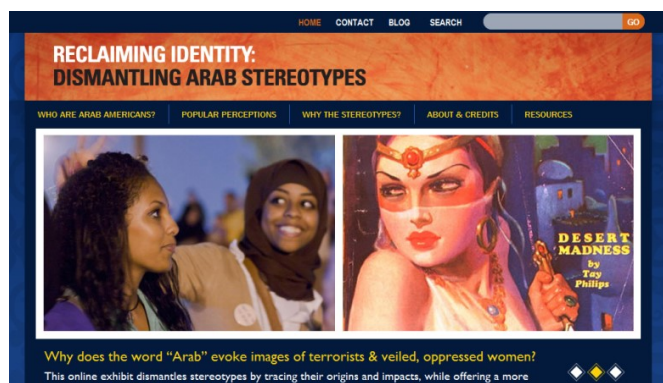 HOME CONTACT BLOG SEARCH GO
RECLAIMING IDENTITY:
DISMANTLING ARAB STEREOTYPES
WHO ARE ARAB AMERICANS? POPULAR PERCEPTIONS WHY THE STEREOTYPES? ABOUT & CREDITS RESOURCES
DESERT
MADNESS
by
Tay
Philips
Why does the word “Arab” evoke images of terrorists & veiled, oppressed women?
This online exhibit dismantles stereotypes by tracing their origins and impacts, while offering a more